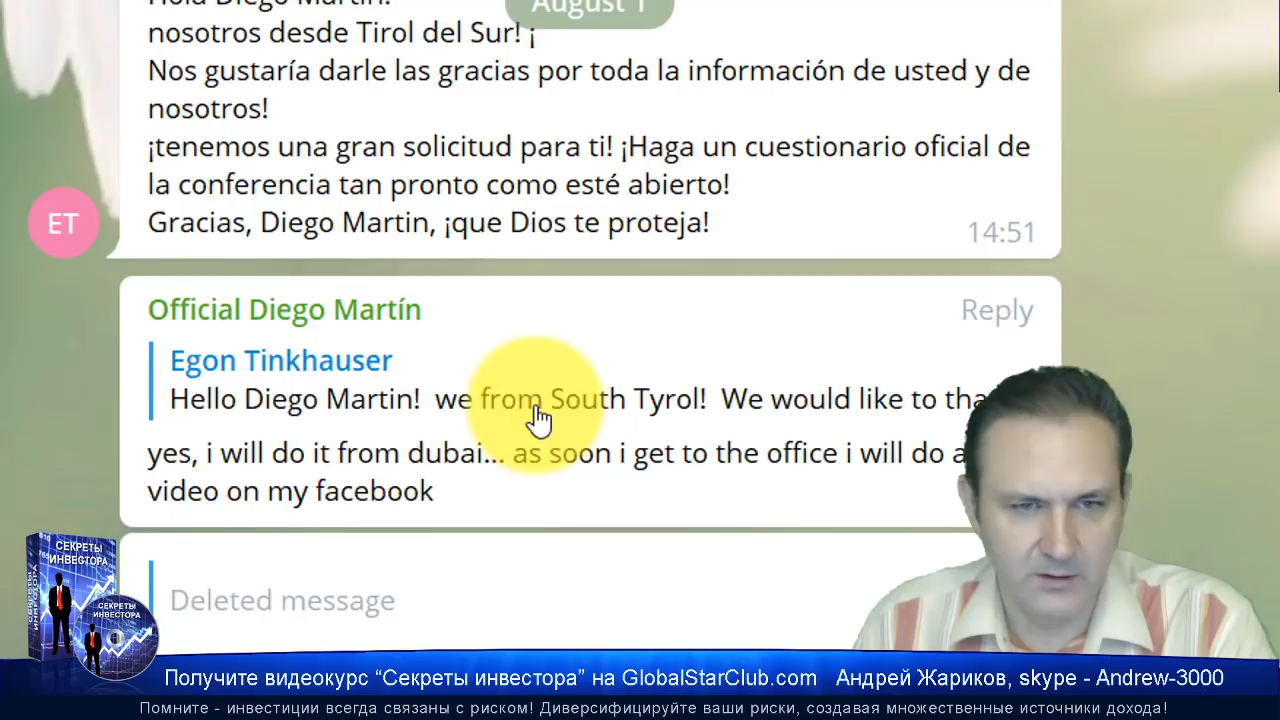 Hola Diego Martin!
August 1
nosotros desde Tirol del Sur! ¡
Nos gustaría darle las gracias por toda la información de usted y de
nosotros!
¡tenemos una gran solicitud para ti! ¡Haga un cuestionario oficial de
la conferencia tan pronto como esté abierto!
Gracias, Diego Martin, ¡que Dios te proteja!
14:51
ET
Official Diego Martín
Reply
Egon Tinkhauser
Hello Diego Martin! we from South Tyrol! We would like to tha
yes, i will do it from dubai... as soon i get to the office i will do a
video on my facebook
Deleted message
СЕКРЕТЫ
ИНВЕСТОРА
СЕКРЕТЫ
ИНВЕСТОРА
Получите видеокурс “Секреты инвестора” на GlobalStarClub.com Андрей Жариков, skype - Andrew-3000
Помните - инвестиции всегда связаны с риском! Диверсифицируйте ваши риски, создавая множественные источники дохода!